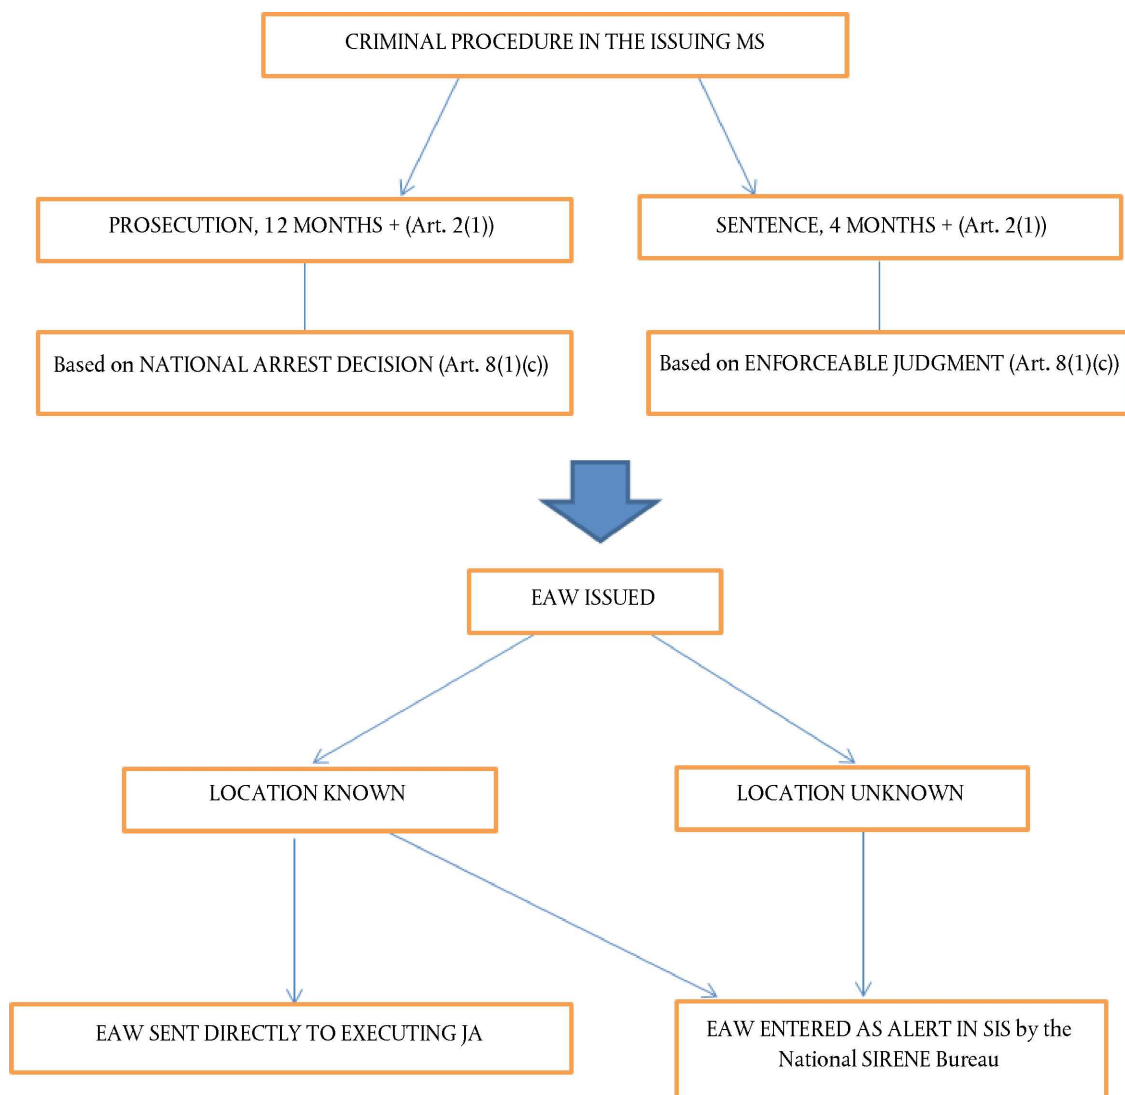 CRIMINAL PROCEDURE IN THE ISSUING MS
PROSECUTION, 12 MONTHS + (Art. 2(1))
SENTENCE, 4 MONTHS + (Art. 2(1))
Based on NATIONAL ARREST DECISION (Art. 8(1)(c))
Based on ENFORCEABLE JUDGMENT (Art. 8(1)(c))
EAW ISSUED
LOCATION KNOWN
LOCATION UNKNOWN
EAW SENT DIRECTLY TO EXECUTING JA
EAW ENTERED AS ALERT IN SIS by the
National SIRENE Bureau